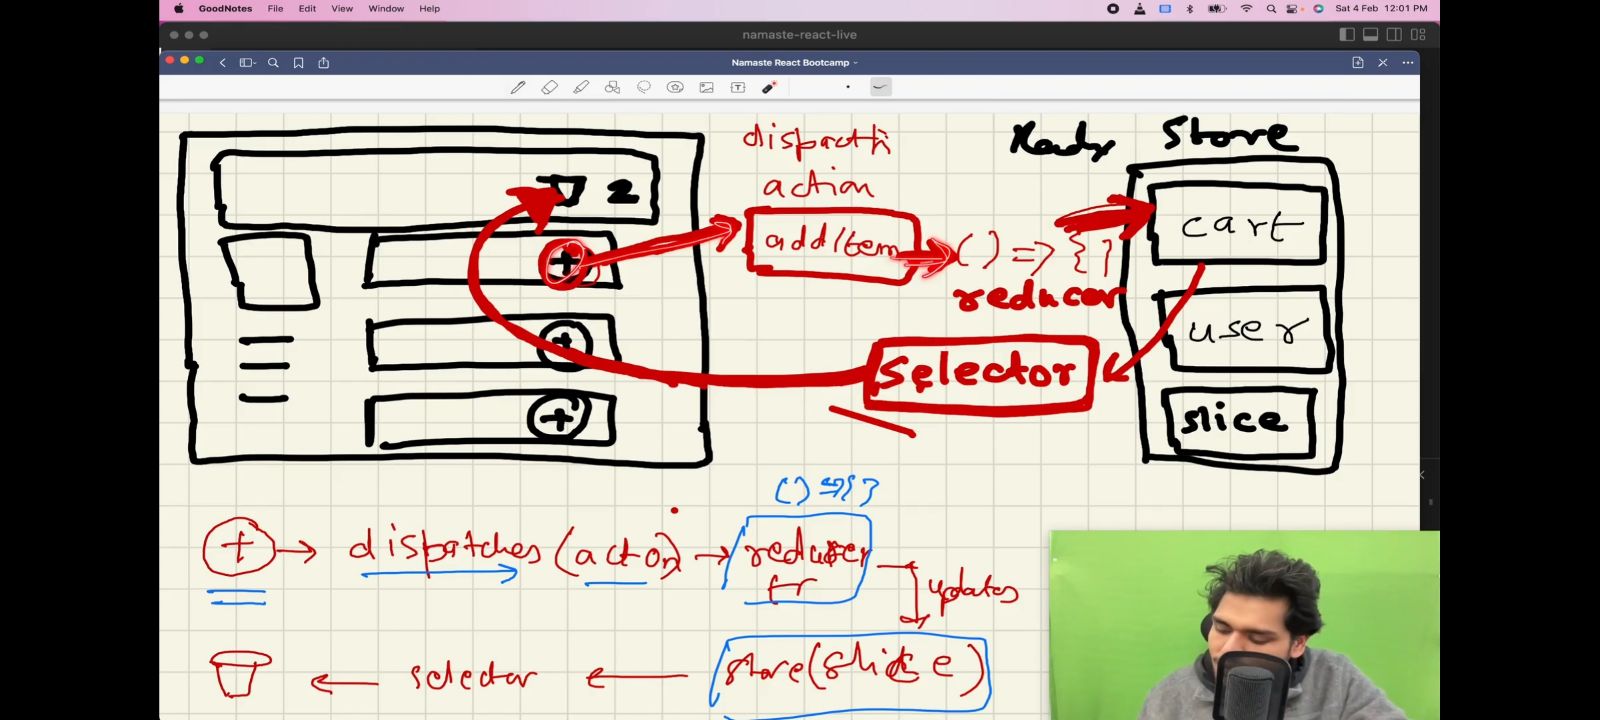 GoodNotes File Edit View Window Help
Sat 4 Feb 12:01 PM
namaste-react-live
Namaste React Bootcamp
T
dispatch
action
Store
2
+
addItem
() => { }
reducer
cart
+
user
selector
+
slice
() => { }
+ → dispatches (action) → reducer
fn
updates
← selector ← store(slice)